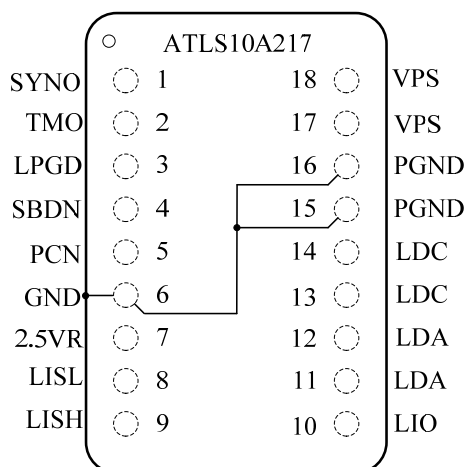 ATLS10A217
SYNO 1 18 VPS
TMO 2 17 VPS
LPGD 3 16 PGND
SBDN 4 15 PGND
PCN 5 14 LDC
GND 6 13 LDC
2.5VR 7 12 LDA
LISL 8 11 LDA
LISH 9 10 LIO